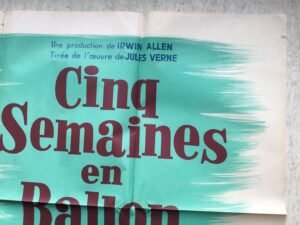 Une production de IRWIN ALLEN
Tirée de l'œuvre de JULES VERNE
Cinq
Semaines
en
Ballon